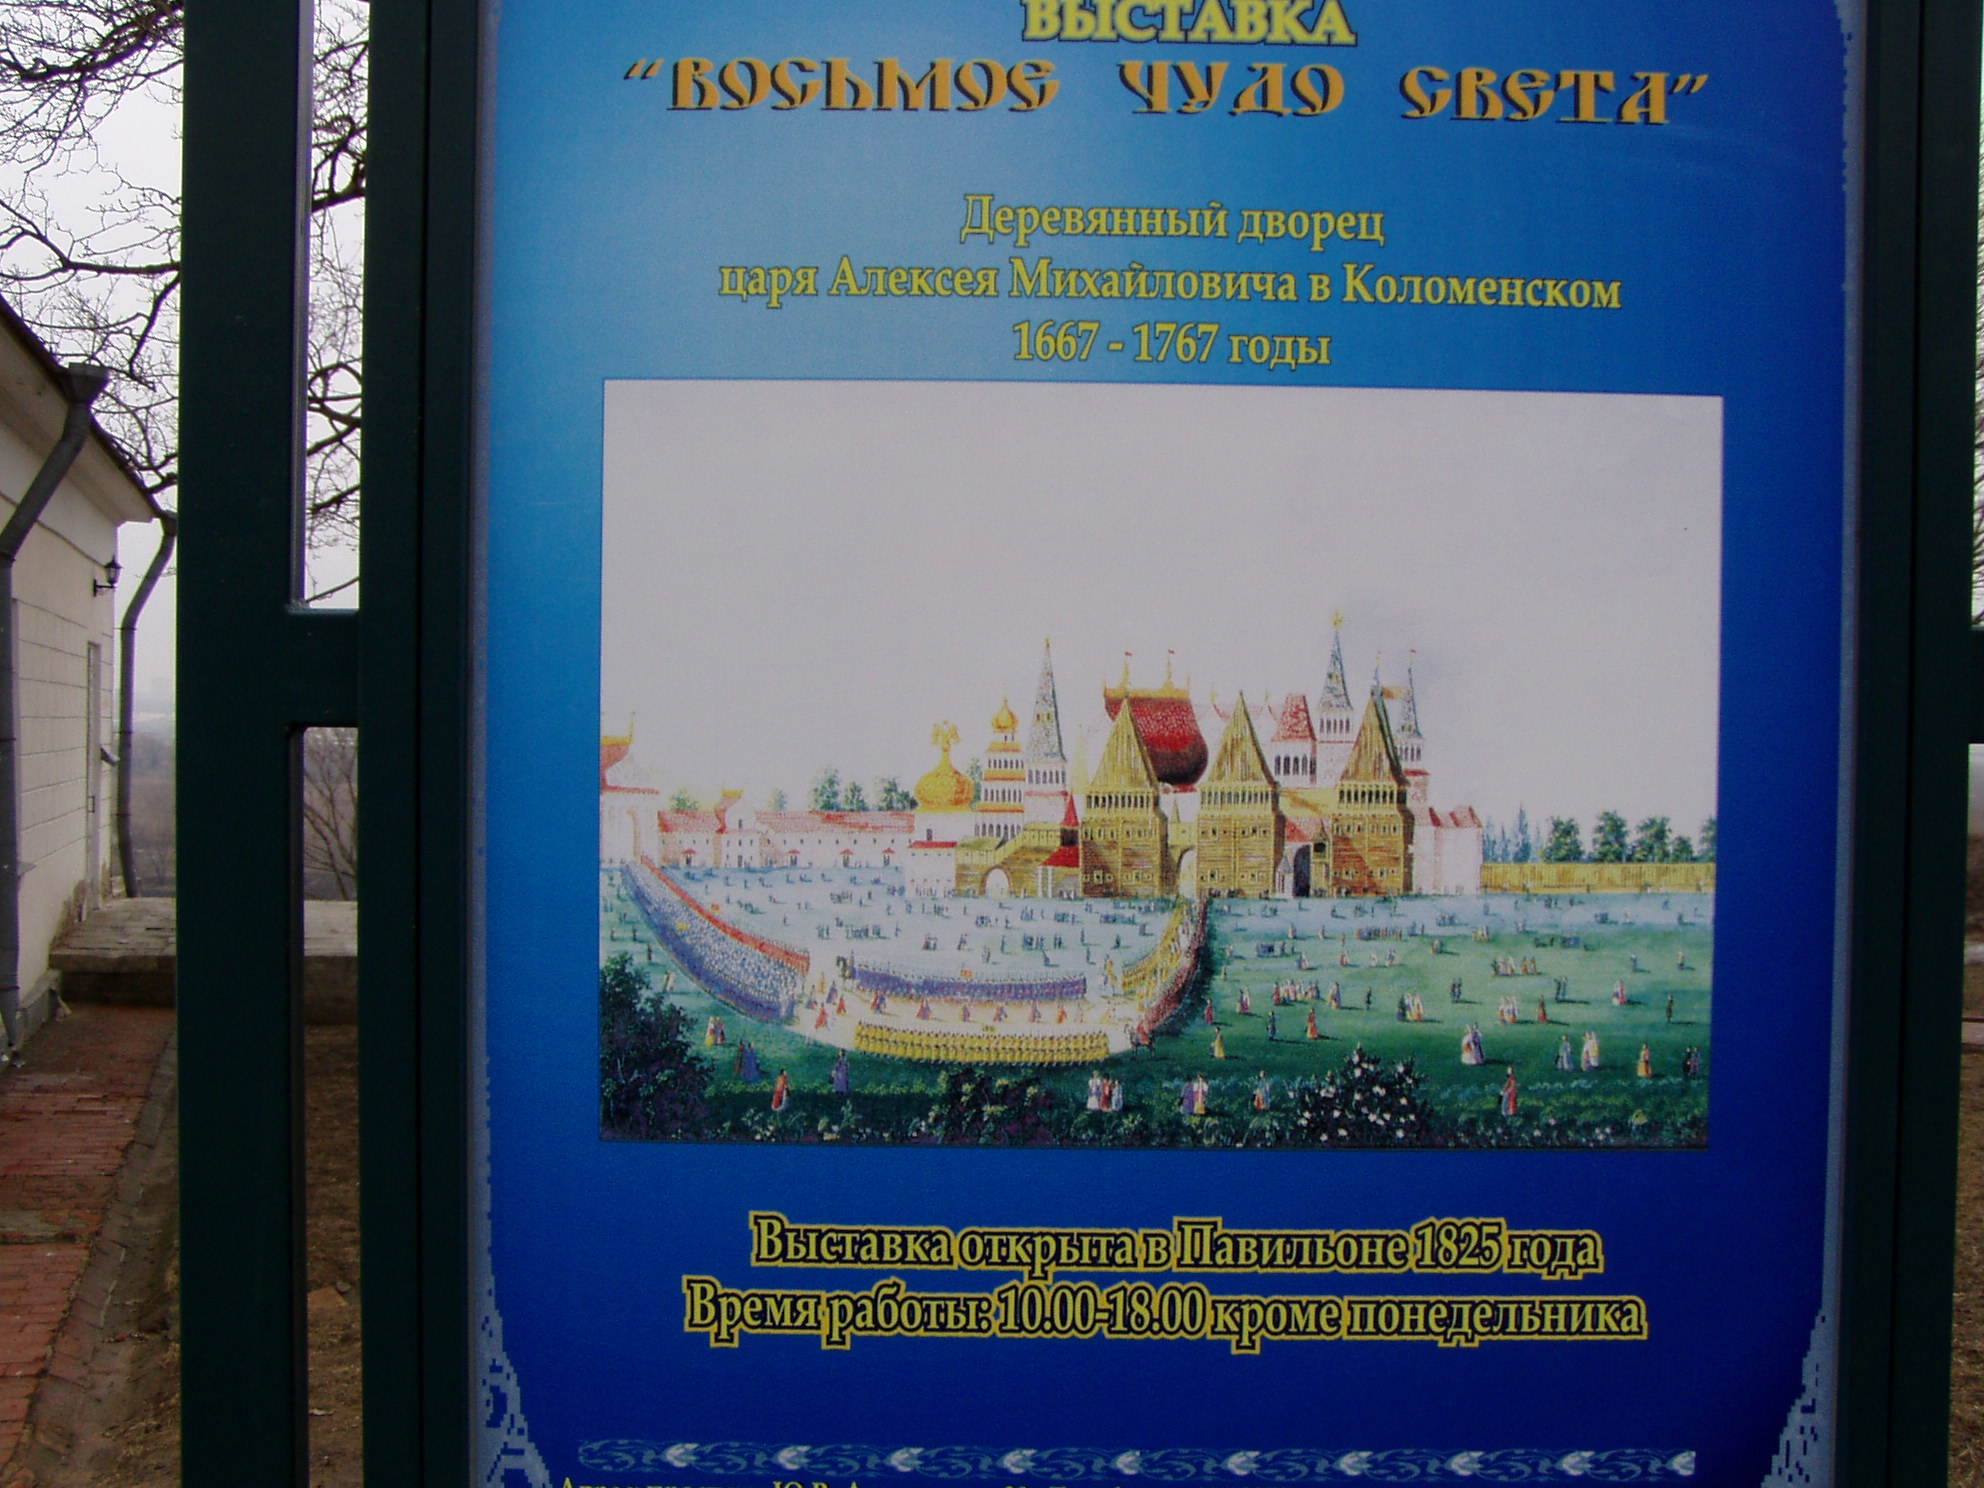 ВЫСТАВКА
"ВОСЬМОЕ ЧУДО СВЕТА"
Деревянный дворец
царя Алексея Михайловича в Коломенском
1667 - 1767 годы
Выставка открыта в Павильоне 1825 года
Время работы: 10.00-18.00 кроме понедельника